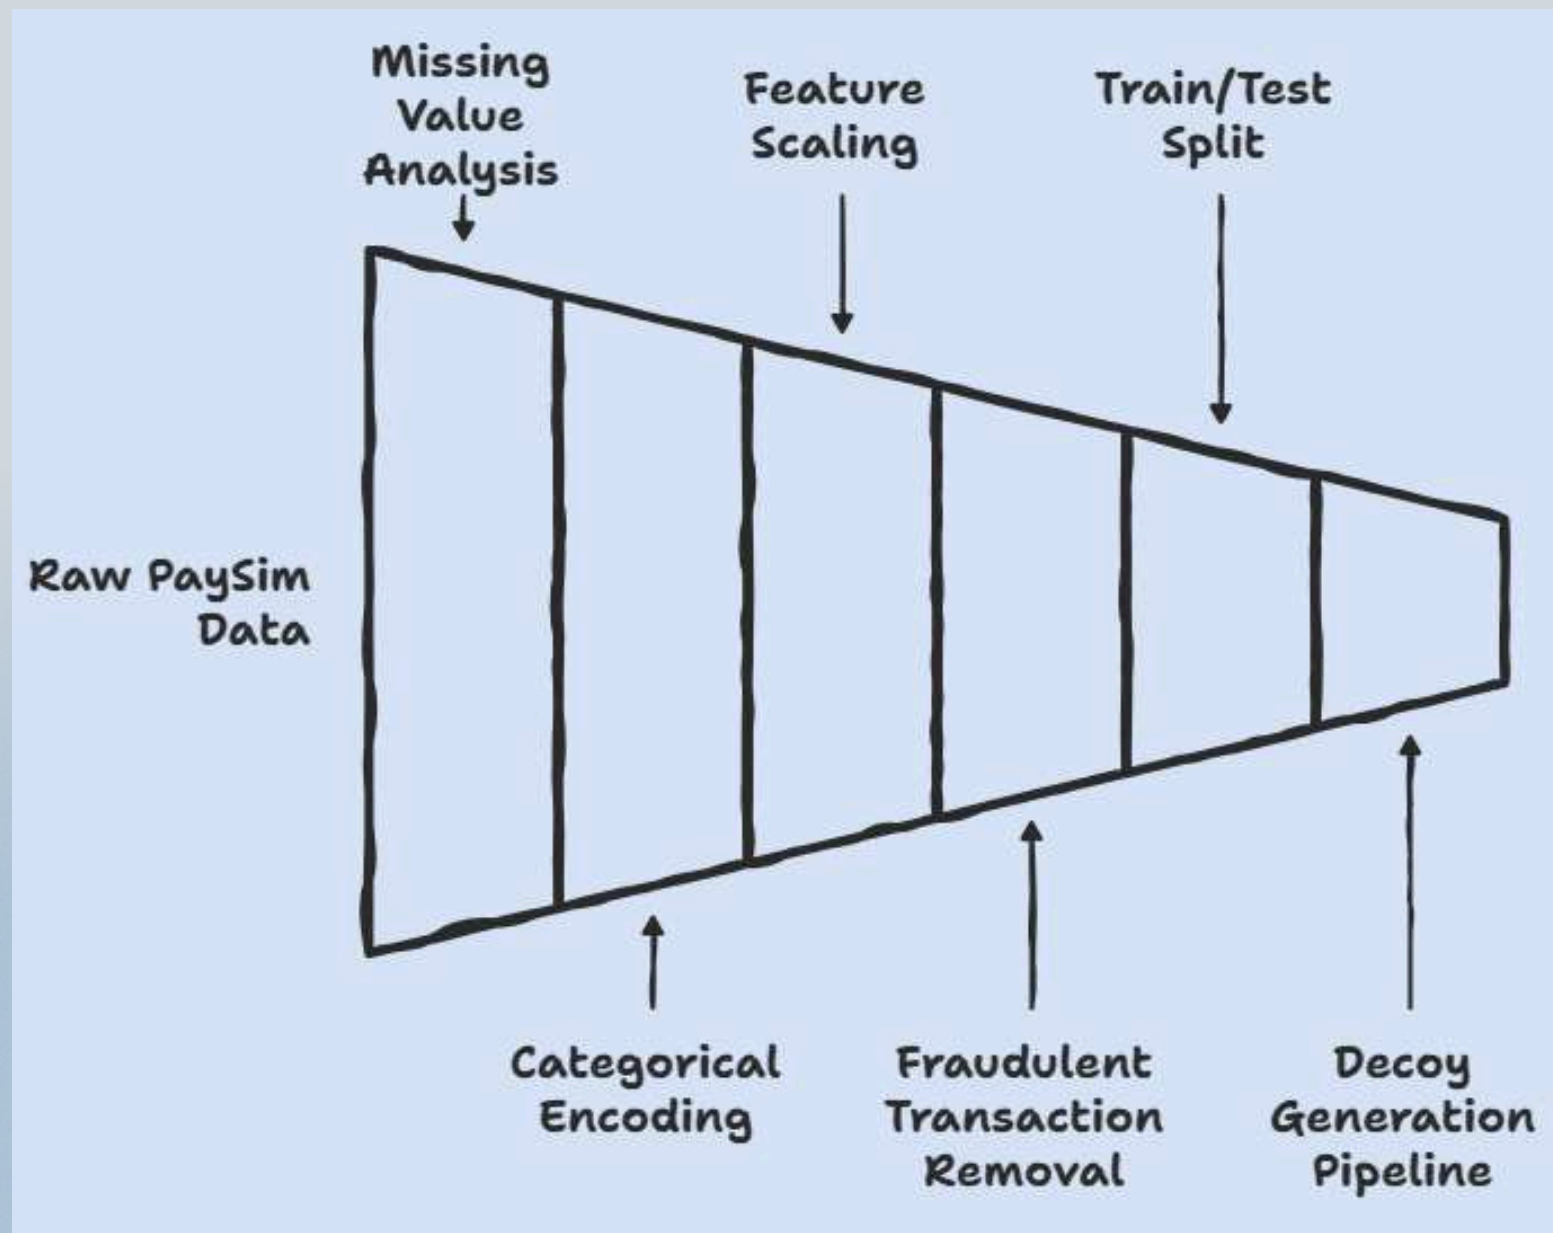 Missing
Value
Analysis
Feature
Scaling
Train/Test
Split
Raw PaySim
Data
Categorical
Encoding
Fraudulent
Transaction
Removal
Decoy
Generation
Pipeline